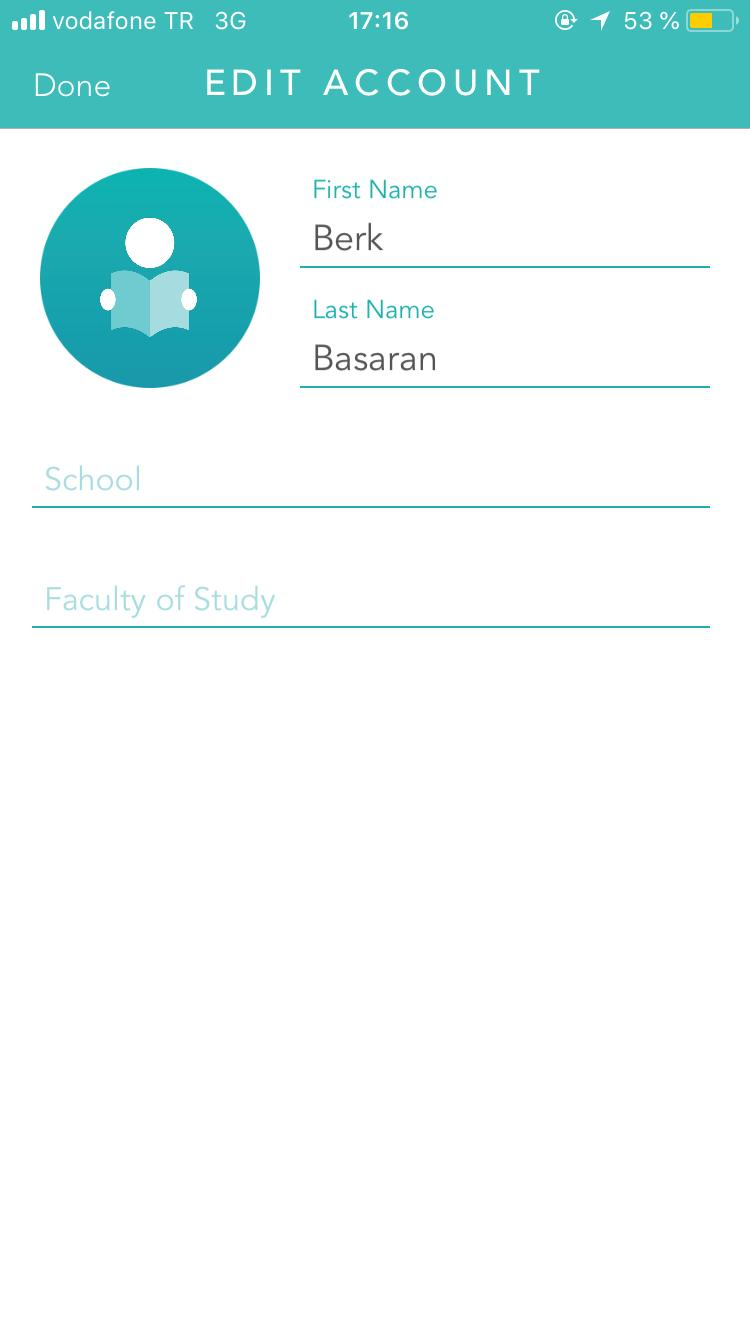 vodafone TR 3G 17:16 53 %
Done EDIT ACCOUNT
First Name
Berk
Last Name
Basaran
School
Faculty of Study